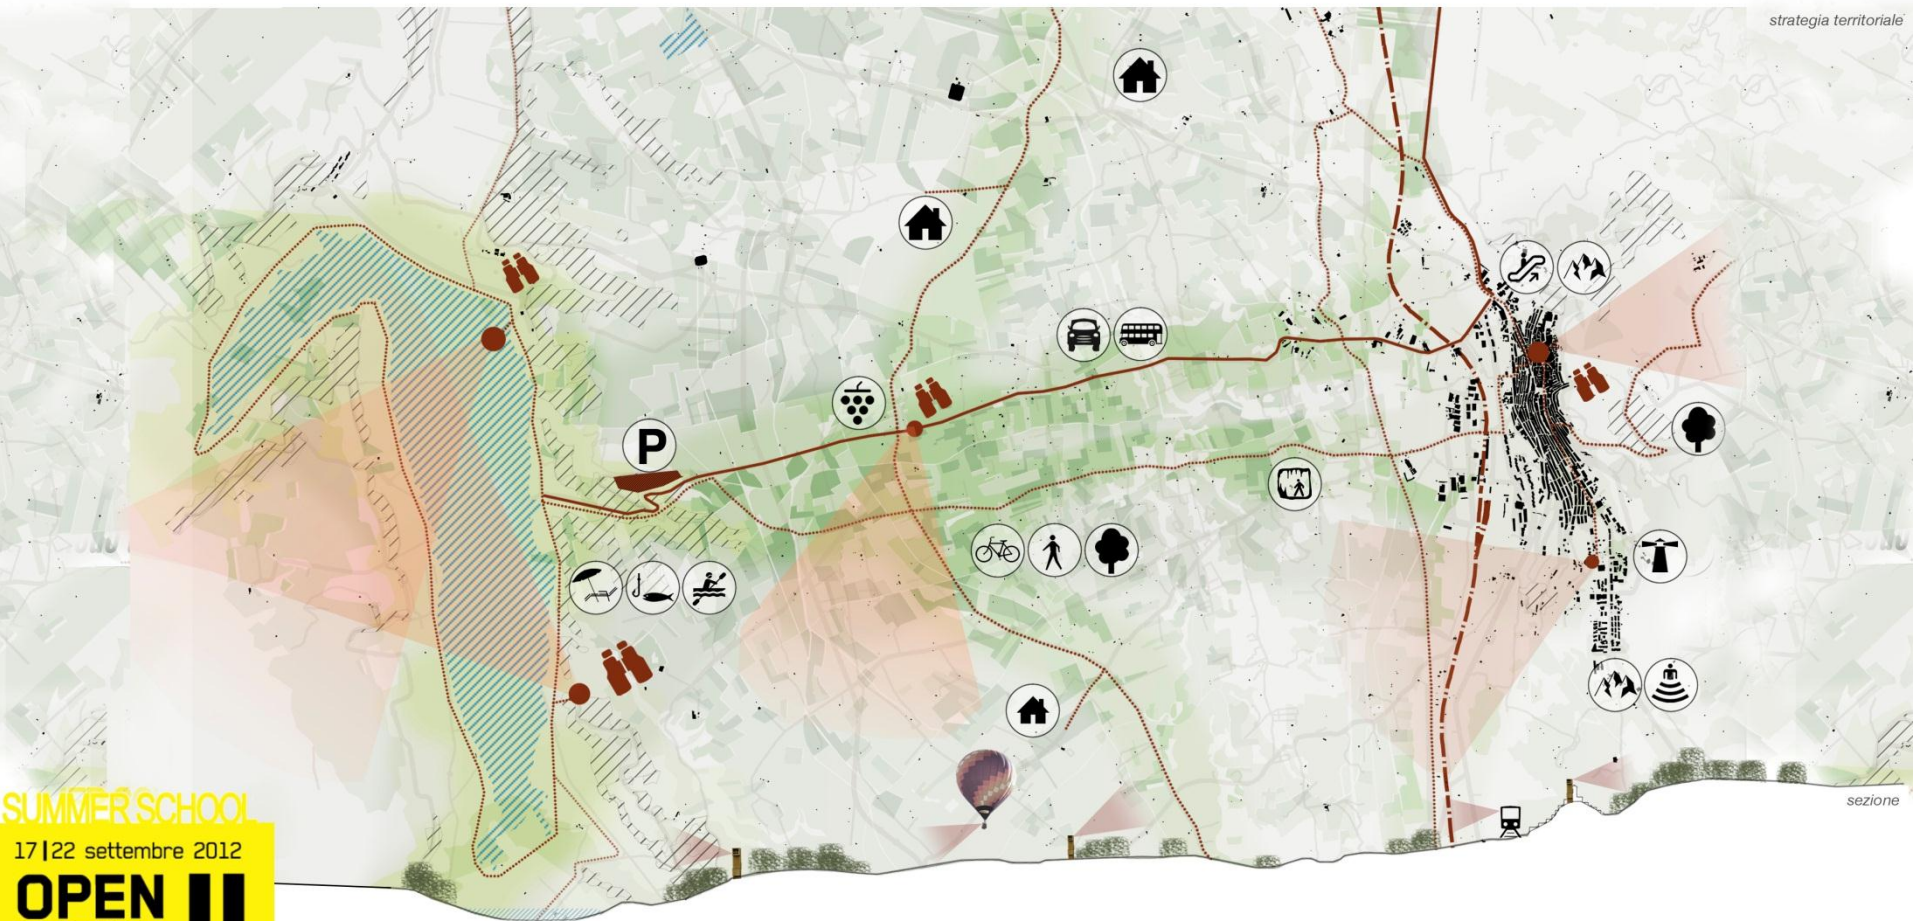 strategia territoriale
P
sezione
SUMMER SCHOOL
17|22 settembre 2012
OPEN